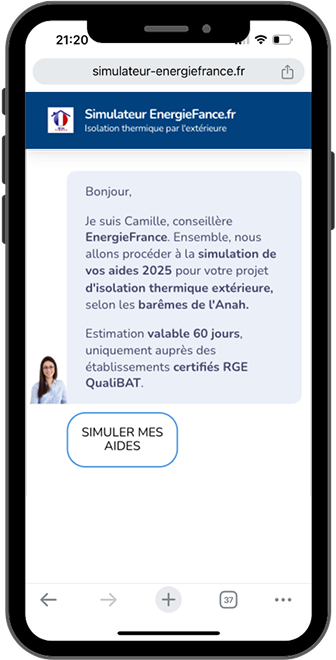 21:20
simulateur-energiefrance.fr
Simulateur EnergieFance.fr
Isolation thermique par l'extérieure
Bonjour,
Je suis Camille, conseillère
EnergieFrance. Ensemble, nous
allons procéder à la simulation de
vos aides 2025 pour votre projet
d'isolation thermique extérieure,
selon les barêmes de l'Anah.
Estimation valable 60 jours,
uniquement auprès des
établissements certifiés RGE
QualiBAT.
SIMULER MES
AIDES
37